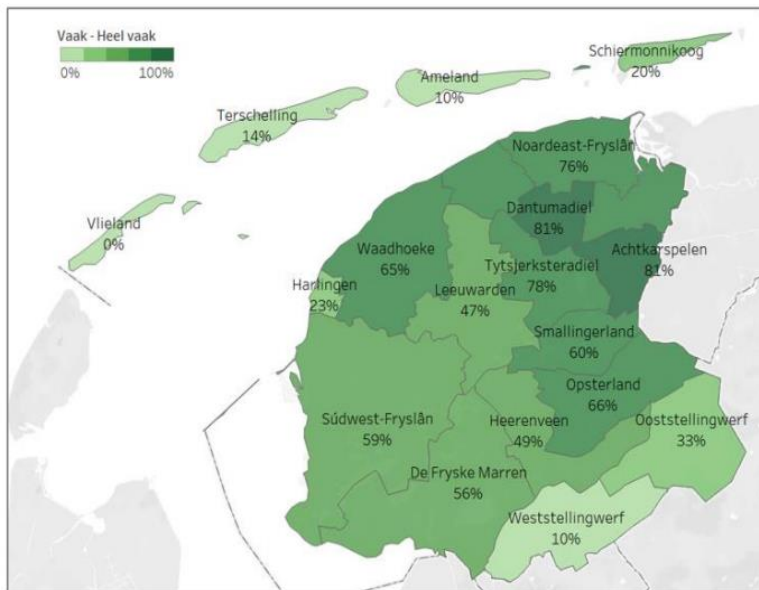 Vaak - Heel vaak
0% 100%
Schiermonnikoog
20%
Ameland
10%
Terschelling
14%
Vlieland
0%
Noardeast-Fryslân
76%
Dantumadiel
81%
Achtkarspelen
81%
Waadhoeke
65%
Tytsjerksteradiel
78%
Harlingen
23%
Leeuwarden
47%
Smallingerland
60%
Opsterland
66%
Súdwest-Fryslân
59%
Heerenveen
49%
Ooststellingwerf
33%
De Fryske Marren
56%
Weststellingwerf
10%